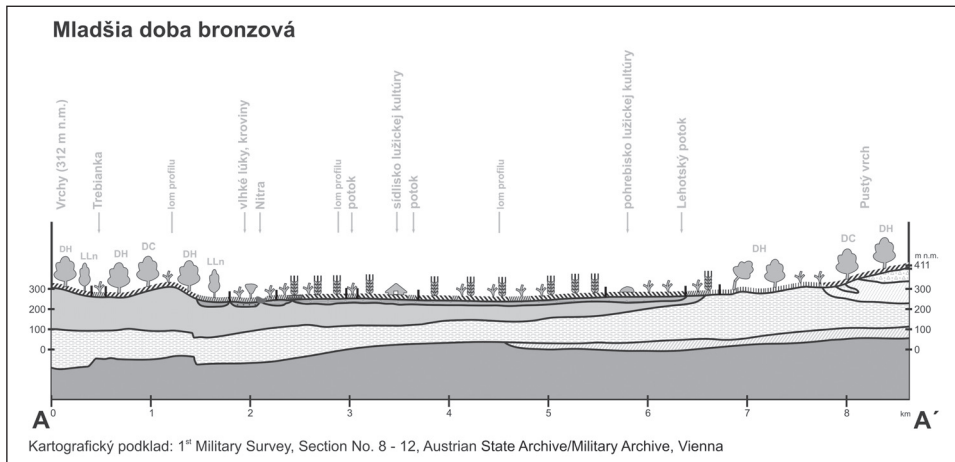 Mladšia doba bronzová
Vrchy (312 m n.m.)
Trebianka
lom profilu
vlhké lúky, kroviny
Nitra
lom profilu
potok
sídlisko lužickej kultúry
potok
lom profilu
pohrebisko lužickej kultúry
Lehotský potok
Pustý vrch
DH
LLn
DH
DC
DH
LLn
DH
DC
DH
m n.m.
411
300
200
100
0
300
100
0
A
0 1 2 3 4 5 6 7 8 km
A´
Kartografický podklad: 1st Military Survey, Section No. 8 - 12, Austrian State Archive/Military Archive, Vienna